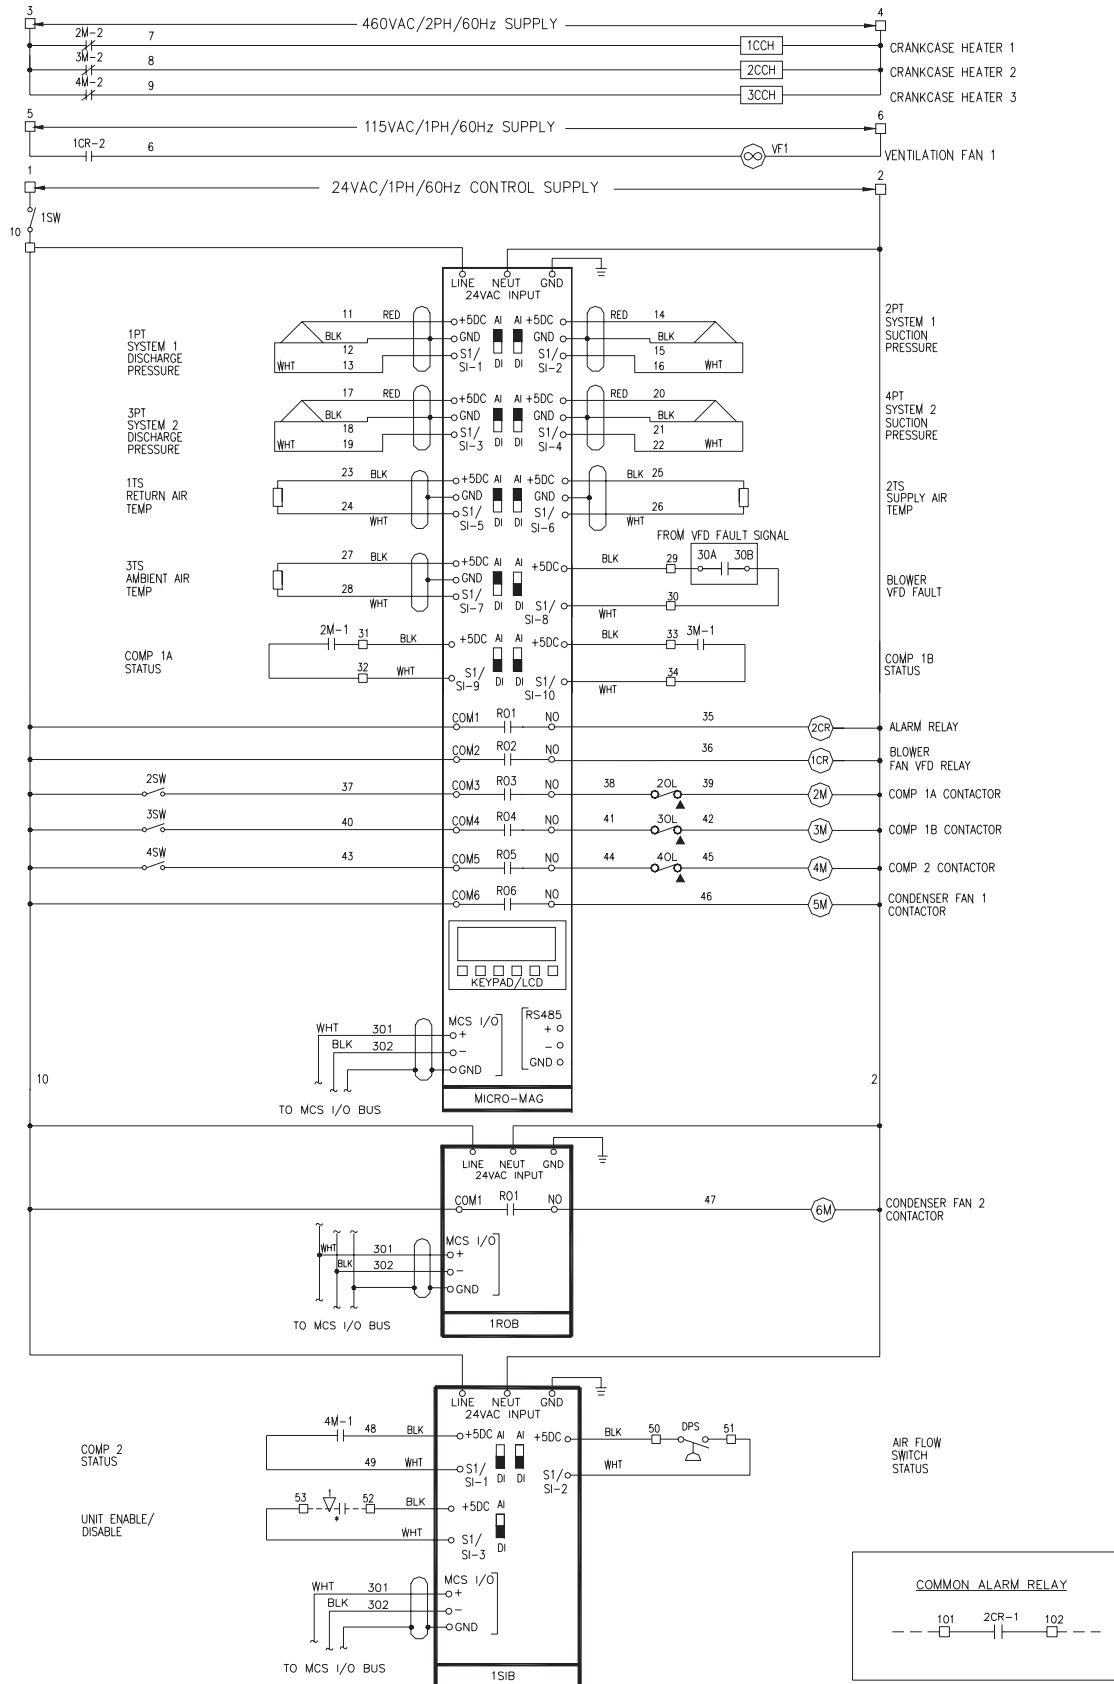 3
460VAC/2PH/60Hz SUPPLY
4
2M-2 7 1CCH CRANKCASE HEATER 1
3M-2 8 2CCH CRANKCASE HEATER 2
4M-2 9 3CCH CRANKCASE HEATER 3
5
115VAC/1PH/60Hz SUPPLY
6
1CR-2 6 VF1 VENTILATION FAN 1
1
24VAC/1PH/60Hz CONTROL SUPPLY
2
1SW
10
LINE NEUT GND
24VAC INPUT
1PT
SYSTEM 1
DISCHARGE
PRESSURE
11 RED +5DC AI AI +5DC RED 14
BLK GND GND BLK
12 S1/ S1/ 15
WHT 13 SI-1 DI DI SI-2 16 WHT
2PT
SYSTEM 1
SUCTION
PRESSURE
3PT
SYSTEM 2
DISCHARGE
PRESSURE
17 RED +5DC AI AI +5DC RED 20
BLK GND GND BLK
18 S1/ S1/ 21
WHT 19 SI-3 DI DI SI-4 22 WHT
4PT
SYSTEM 2
SUCTION
PRESSURE
1TS
RETURN AIR
TEMP
23 BLK +5DC AI AI +5DC BLK 25
GND GND
24 S1/ S1/ 26
WHT SI-5 DI DI SI-6 WHT
2TS
SUPPLY AIR
TEMP
FROM VFD FAULT SIGNAL
3TS
AMBIENT AIR
TEMP
27 BLK +5DC AI AI +5DC BLK 29 30A 30B
GND
28 S1/ S1/ 30
WHT SI-7 DI DI SI-8 WHT
BLOWER
VFD FAULT
COMP 1A
STATUS
2M-1 31 BLK +5DC AI AI +5DC BLK 33 3M-1
32 WHT S1/ S1/ 34
SI-9 DI DI SI-10 WHT
COMP 1B
STATUS
COM1 RO1 NO 35 2CR ALARM RELAY
COM2 RO2 NO 36 1CR BLOWER
FAN VFD RELAY
2SW 37 COM3 RO3 NO 38 2OL 39 2M COMP 1A CONTACTOR
3SW 40 COM4 RO4 NO 41 3OL 42 3M COMP 1B CONTACTOR
4SW 43 COM5 RO5 NO 44 4OL 45 4M COMP 2 CONTACTOR
COM6 RO6 NO 46 5M CONDENSER FAN 1
CONTACTOR
KEYPAD/LCD
MCS I/O RS485
WHT 301 + +
BLK 302 - -
GND GND
10 2
MICRO-MAG
TO MCS I/O BUS
LINE NEUT GND
24VAC INPUT
COM1 RO1 NO 47 6M CONDENSER FAN 2
CONTACTOR
MCS I/O
WHT 301 +
BLK 302 -
GND
TO MCS I/O BUS
1ROB
LINE NEUT GND
24VAC INPUT
COMP 2
STATUS
4M-1 48 BLK +5DC AI AI +5DC BLK 50 DPS 51
49 WHT S1/ S1/ WHT
SI-1 DI DI SI-2
AIR FLOW
SWITCH
STATUS
UNIT ENABLE/
DISABLE
53 1 * 52 BLK +5DC AI
WHT S1/
SI-3 DI
MCS I/O
WHT 301 +
BLK 302 -
GND
TO MCS I/O BUS
1SIB
COMMON ALARM RELAY
101 2CR-1 102